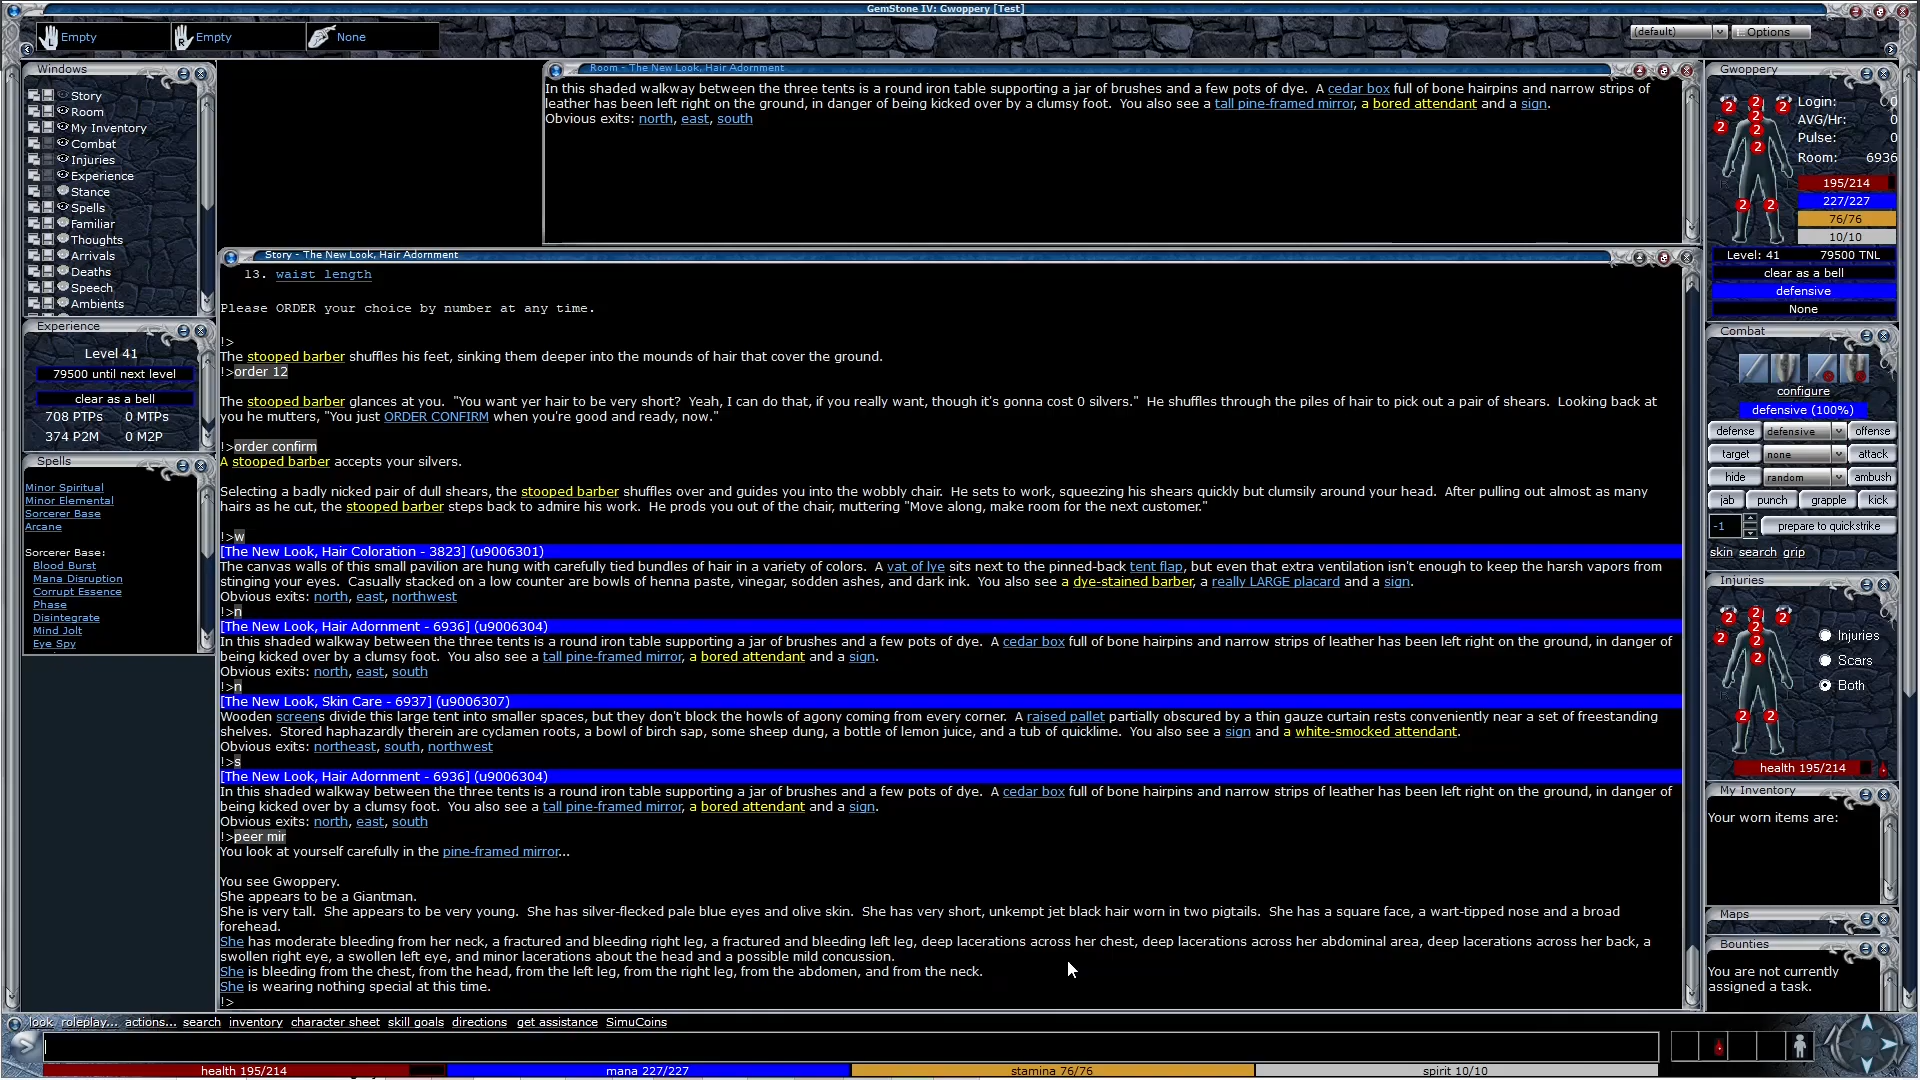 GemStone IV: Gwoppery [Test]
Empty
Empty
None
(default)
Options
Windows
Story
Room
My Inventory
Combat
Injuries
Experience
Stance
Spells
Familiar
Thoughts
Arrivals
Deaths
Speech
Ambients
Experience
Level 41
79500 until next level
clear as a bell
708 PTPs 0 MTPs
374 P2M 0 M2P
Spells
Minor Spiritual
Minor Elemental
Sorcerer Base
Arcane
Sorcerer Base:
Blood Burst
Mana Disruption
Corrupt Essence
Phase
Disintegrate
Mind Jolt
Eye Spy
Room - The New Look, Hair Adornment
In this shaded walkway between the three tents is a round iron table supporting a jar of brushes and a few pots of dye. A cedar box full of bone hairpins and narrow strips of
leather has been left right on the ground, in danger of being kicked over by a clumsy foot. You also see a tall pine-framed mirror, a bored attendant and a sign.
Obvious exits: north, east, south
Story - The New Look, Hair Adornment
13. waist length
Please ORDER your choice by number at any time.
!>
The stooped barber shuffles his feet, sinking them deeper into the mounds of hair that cover the ground.
!>order 12
The stooped barber glances at you. "You want yer hair to be very short? Yeah, I can do that, if you really want, though it's gonna cost 0 silvers." He shuffles through the piles of hair to pick out a pair of shears. Looking back at
you he mutters, "You just ORDER CONFIRM when you're good and ready, now."
!>order confirm
A stooped barber accepts your silvers.
Selecting a badly nicked pair of dull shears, the stooped barber shuffles over and guides you into the wobbly chair. He sets to work, squeezing his shears quickly but clumsily around your head. After pulling out almost as many
hairs as he cut, the stooped barber steps back to admire his work. He prods you out of the chair, muttering "Move along, make room for the next customer."
!>w
[The New Look, Hair Coloration - 3823] (u9006301)
The canvas walls of this small pavilion are hung with carefully tied bundles of hair in a variety of colors. A vat of lye sits next to the pinned-back tent flap, but even that extra ventilation isn't enough to keep the harsh vapors from
stinging your eyes. Casually stacked on a low counter are bowls of henna paste, vinegar, sodden ashes, and dark ink. You also see a dye-stained barber, a really LARGE placard and a sign.
Obvious exits: north, east, northwest
!>n
[The New Look, Hair Adornment - 6936] (u9006304)
In this shaded walkway between the three tents is a round iron table supporting a jar of brushes and a few pots of dye. A cedar box full of bone hairpins and narrow strips of leather has been left right on the ground, in danger of
being kicked over by a clumsy foot. You also see a tall pine-framed mirror, a bored attendant and a sign.
Obvious exits: north, east, south
!>n
[The New Look, Skin Care - 6937] (u9006307)
Wooden screens divide this large tent into smaller spaces, but they don't block the howls of agony coming from every corner. A raised pallet partially obscured by a thin gauze curtain rests conveniently near a set of freestanding
shelves. Stored haphazardly therein are cyclamen roots, a bowl of birch sap, some sheep dung, a bottle of lemon juice, and a tub of quicklime. You also see a sign and a white-smocked attendant.
Obvious exits: northeast, south, northwest
!>s
[The New Look, Hair Adornment - 6936] (u9006304)
In this shaded walkway between the three tents is a round iron table supporting a jar of brushes and a few pots of dye. A cedar box full of bone hairpins and narrow strips of leather has been left right on the ground, in danger of
being kicked over by a clumsy foot. You also see a tall pine-framed mirror, a bored attendant and a sign.
Obvious exits: north, east, south
!>peer mir
You look at yourself carefully in the pine-framed mirror...
You see Gwoppery.
She appears to be a Giantman.
She is very tall. She appears to be very young. She has silver-flecked pale blue eyes and olive skin. She has very short, unkempt jet black hair worn in two pigtails. She has a square face, a wart-tipped nose and a broad
forehead.
She has moderate bleeding from her neck, a fractured and bleeding right leg, a fractured and bleeding left leg, deep lacerations across her chest, deep lacerations across her abdominal area, deep lacerations across her back, a
swollen right eye, a swollen left eye, and minor lacerations about the head and a possible mild concussion.
She is bleeding from the chest, from the head, from the left leg, from the right leg, from the abdomen, and from the neck.
She is wearing nothing special at this time.
!>
Gwoppery
2 2 2 2 2 2 2 2 2
Login: 0
AVG/Hr: 0
Pulse: 0
Room: 6936
195/214
227/227
76/76
10/10
Level: 41 79500 TNL
clear as a bell
defensive
None
Combat
configure
defensive (100%)
defense defensive offense
target none attack
hide random ambush
jab punch grapple kick
-1 prepare to quickstrike
skin search grip
Injuries
2 2 2 2 2 2 2 2 2
Injuries
Scars
Both
health 195/214
My Inventory
Your worn items are:
Maps
Bounties
You are not currently
assigned a task.
look roleplay... actions... search inventory character sheet skill goals directions get assistance SimuCoins
health 195/214
mana 227/227
stamina 76/76
spirit 10/10